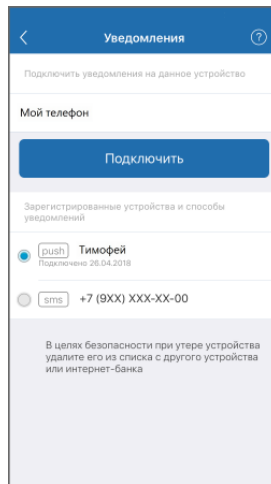 Уведомления ?
Подключить уведомления на данное устройство
Мой телефон
Подключить
Зарегистрированные устройства и способы
уведомлений
push Тимофей
Подключено 26.04.2018
sms +7 (9XX) XXX-XX-00
В целях безопасности при утере устройства
удалите его из списка с другого устройства
или интернет-банка